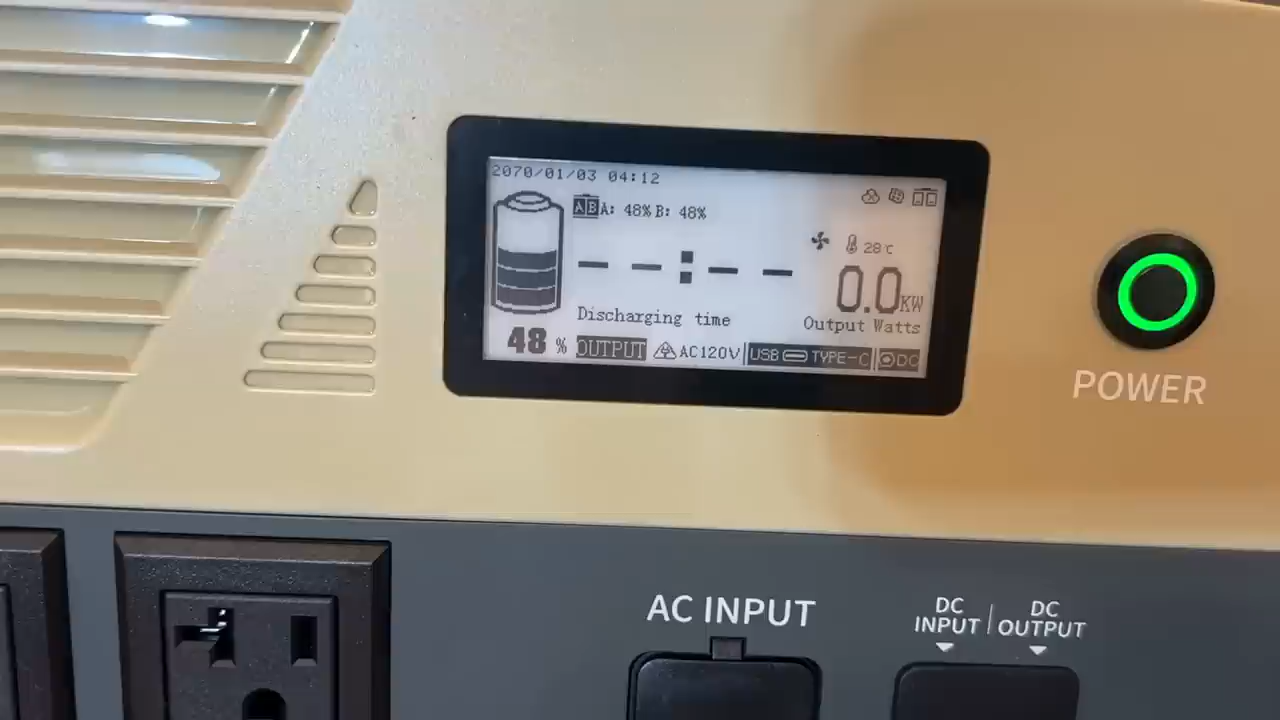 2070/01/03 04:12
AB A: 48% B: 48%
28℃
--:--
0.0KW
Discharging time
Output Watts
48 % OUTPUT AC120V USB TYPE-C DC
POWER
AC INPUT
DC INPUT | DC OUTPUT